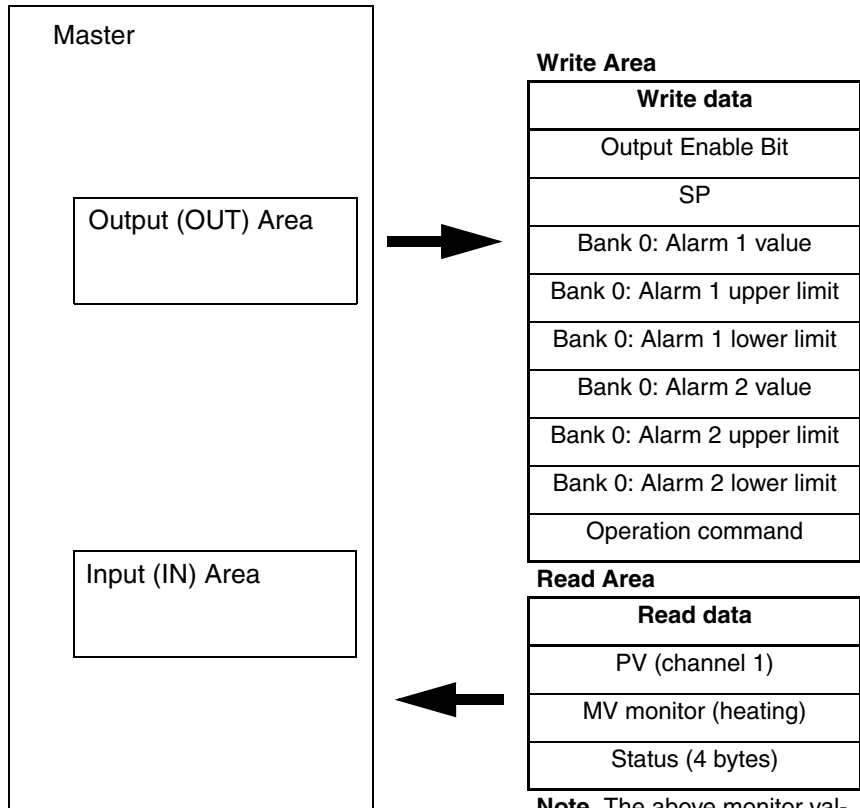 Master
Output (OUT) Area
Input (IN) Area
Write Area
Write data
Output Enable Bit
SP
Bank 0: Alarm 1 value
Bank 0: Alarm 1 upper limit
Bank 0: Alarm 1 lower limit
Bank 0: Alarm 2 value
Bank 0: Alarm 2 upper limit
Bank 0: Alarm 2 lower limit
Operation command
Read Area
Read data
PV (channel 1)
MV monitor (heating)
Status (4 bytes)
Note The above monitor val-